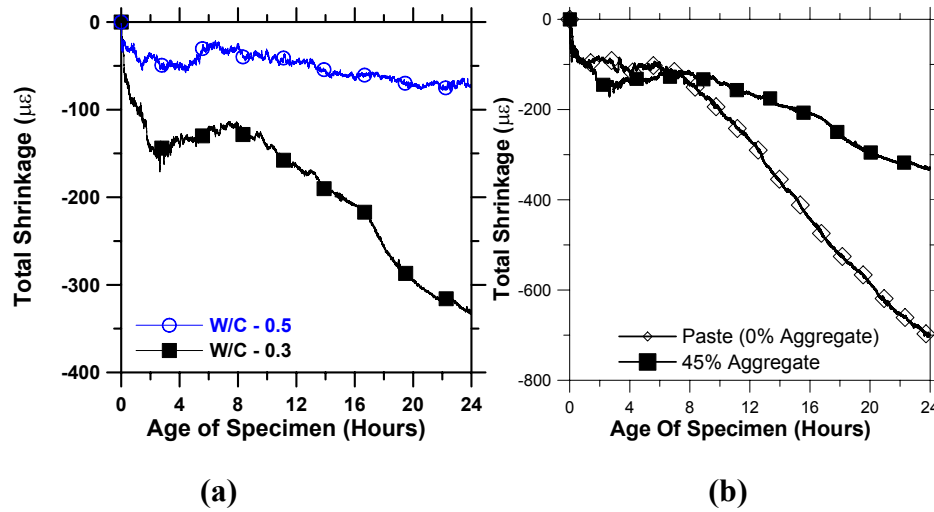 (a)
Total Shrinkage (με)
0
-100
-200
-300
-400
W/C - 0.5
W/C - 0.3
0 4 8 12 16 20 24
Age of Specimen (Hours)
(b)
Total Shrinkage (με)
0
-200
-400
-600
-800
Paste (0% Aggregate)
45% Aggregate
0 4 8 12 16 20 24
Age Of Specimen (Hours)
(a)
(b)